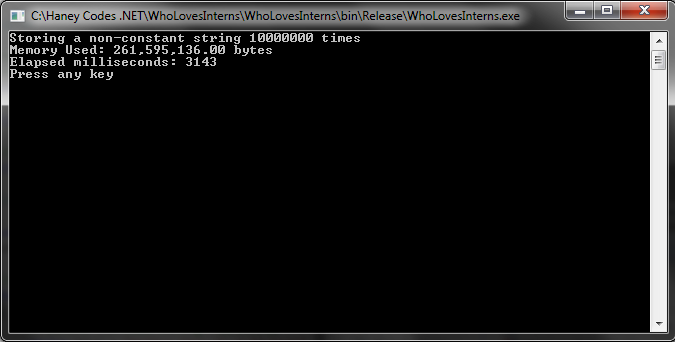 C:\Haney Codes .NET\WhoLovesInterns\WhoLovesInterns\bin\Release\WhoLovesInterns.exe
Storing a non-constant string 10000000 times
Memory Used: 261,595,136.00 bytes
Elapsed milliseconds: 3143
Press any key